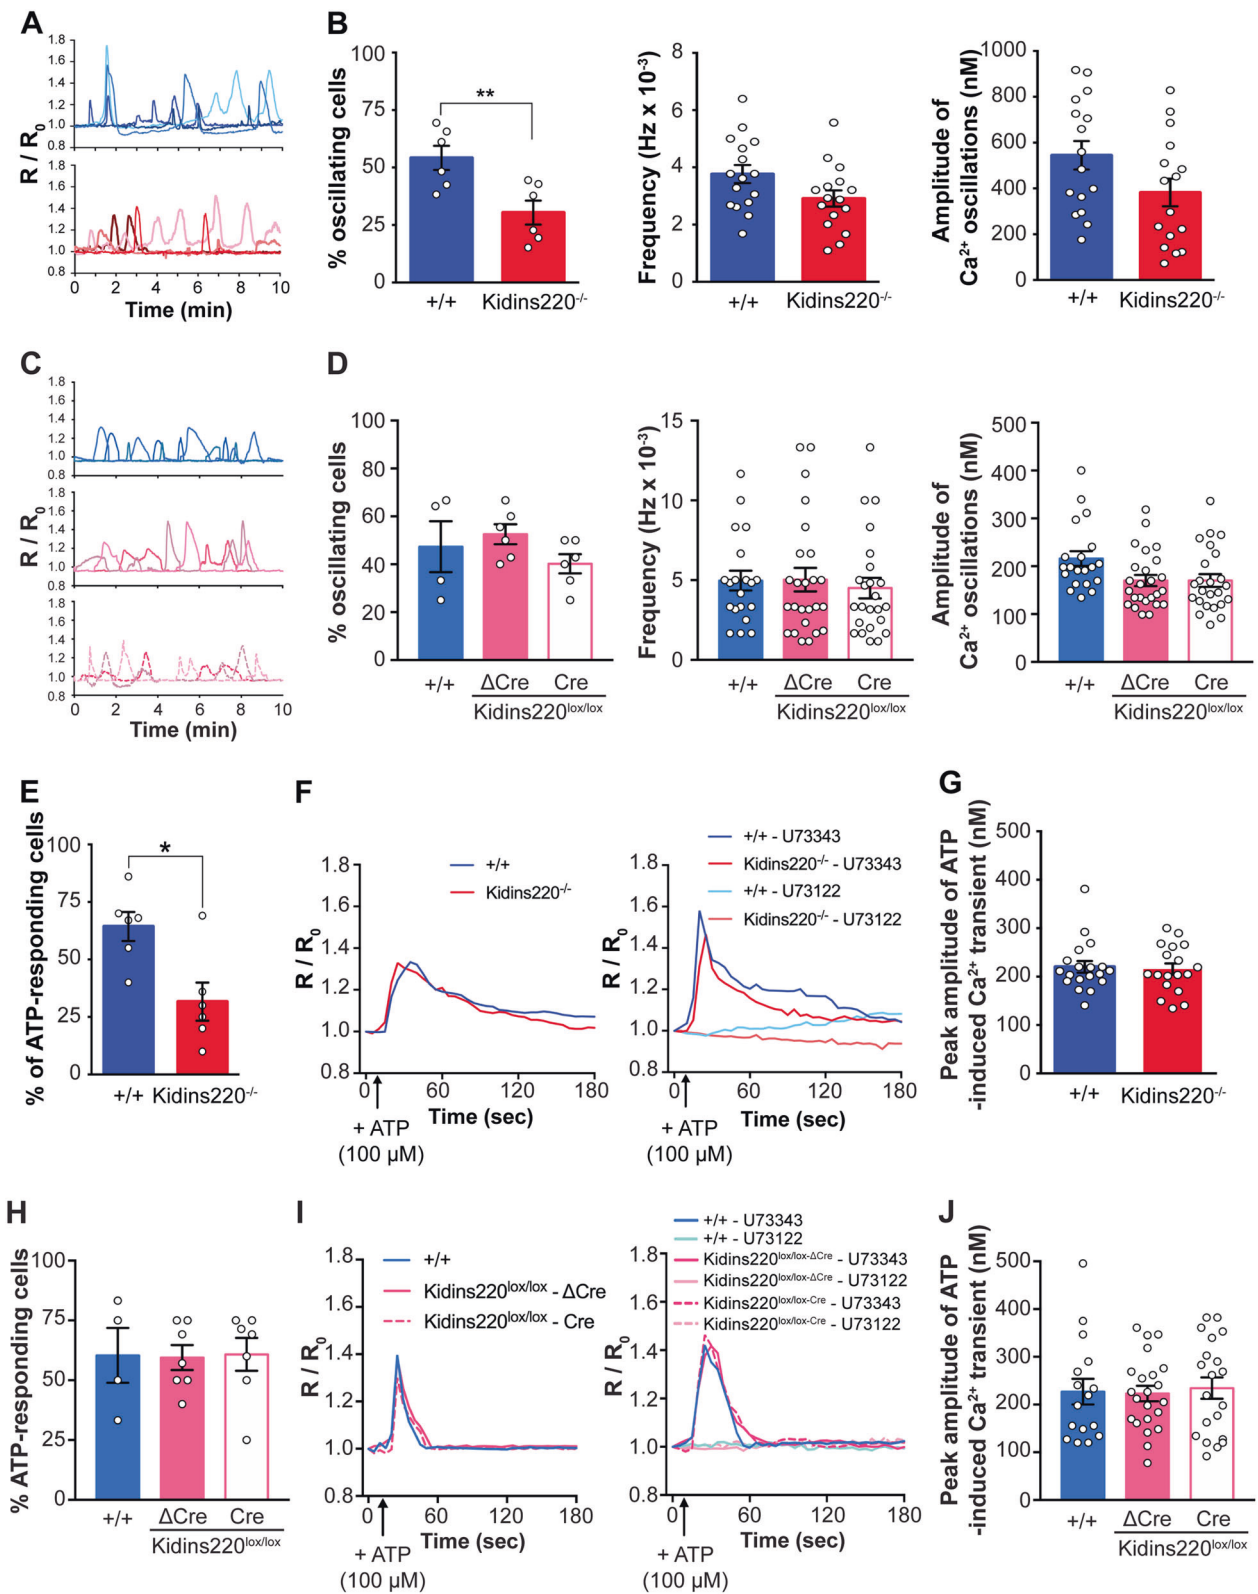 A
1.8
1.6
1.4
1.2
1.0
0.8
1.8
1.6
1.4
1.2
1.0
0.8
R / R0
0 2 4 6 8 10
Time (min)
B
100
75
50
25
0
% oscillating cells
**
+/+ Kidins220-/-
8
6
4
2
0
Frequency (Hz x 10-3)
+/+ Kidins220-/-
1000
800
600
400
200
0
Amplitude of
Ca2+ oscillations (nM)
+/+ Kidins220-/-
C
1.8
1.6
1.4
1.2
1.0
0.8
1.8
1.6
1.4
1.2
1.0
0.8
1.8
1.6
1.4
1.2
1.0
0.8
R / R0
0 2 4 6 8 10
Time (min)
D
100
80
60
40
20
0
% oscillating cells
+/+ ΔCre Cre
Kidins220lox/lox
15
10
5
0
Frequency (Hz x 10-3)
+/+ ΔCre Cre
Kidins220lox/lox
500
400
300
200
100
0
Amplitude of
Ca2+ oscillations (nM)
+/+ ΔCre Cre
Kidins220lox/lox
E
100
75
50
25
0
% of ATP-responding cells
*
+/+ Kidins220-/-
F
1.8
1.6
1.4
1.2
1.0
0.8
R / R0
+/+
Kidins220-/-
0 60 120 180
Time (sec)
+ ATP
(100 µM)
+/+ - U73343
Kidins220-/- - U73343
+/+ - U73122
Kidins220-/- - U73122
1.8
1.6
1.4
1.2
1.0
0.8
R / R0
0 60 120 180
Time (sec)
+ ATP
(100 µM)
G
500
400
300
200
100
0
Peak amplitude of ATP
-induced Ca2+ transient (nM)
+/+ Kidins220-/-
H
100
75
50
25
0
% ATP-responding cells
+/+ ΔCre Cre
Kidins220lox/lox
I
1.8
1.6
1.4
1.2
1.0
0.8
R / R0
+/+
Kidins220lox/lox - ΔCre
Kidins220lox/lox - Cre
0 60 120 180
Time (sec)
+ ATP
(100 µM)
+/+ - U73343
+/+ - U73122
Kidins220lox/lox-ΔCre - U73343
Kidins220lox/lox-ΔCre - U73122
Kidins220lox/lox-Cre - U73343
Kidins220lox/lox-Cre - U73122
1.8
1.6
1.4
1.2
1.0
0.8
R / R0
0 60 120 180
Time (sec)
+ ATP
(100 µM)
J
500
400
300
200
100
0
Peak amplitude of ATP
-induced Ca2+ transient (nM)
+/+ ΔCre Cre
Kidins220lox/lox